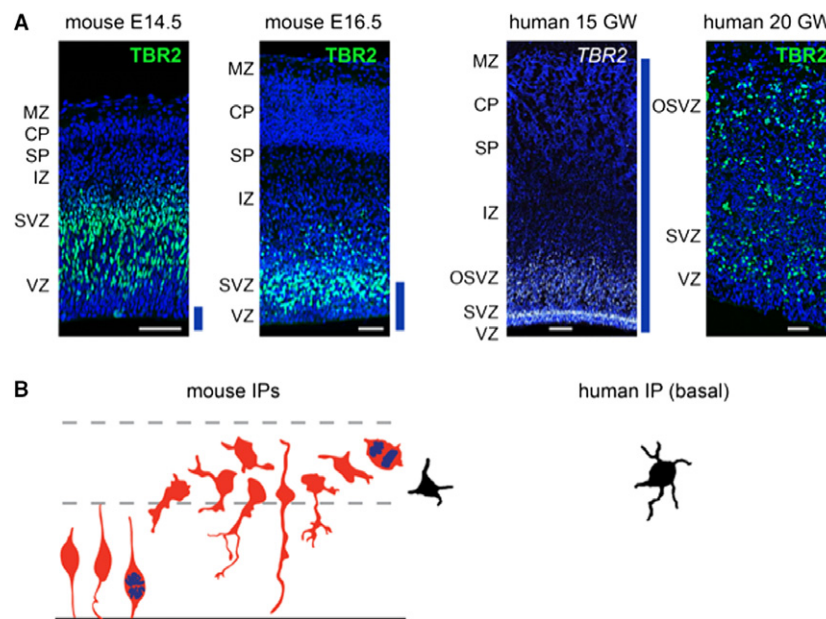 A
mouse E14.5
mouse E16.5
human 15 GW
human 20 GW
TBR2
TBR2
TBR2
TBR2
MZ
CP
SP
IZ
SVZ
VZ
MZ
CP
SP
IZ
SVZ
VZ
MZ
CP
SP
IZ
OSVZ
SVZ
VZ
OSVZ
SVZ
VZ
B
mouse IPs
human IP (basal)